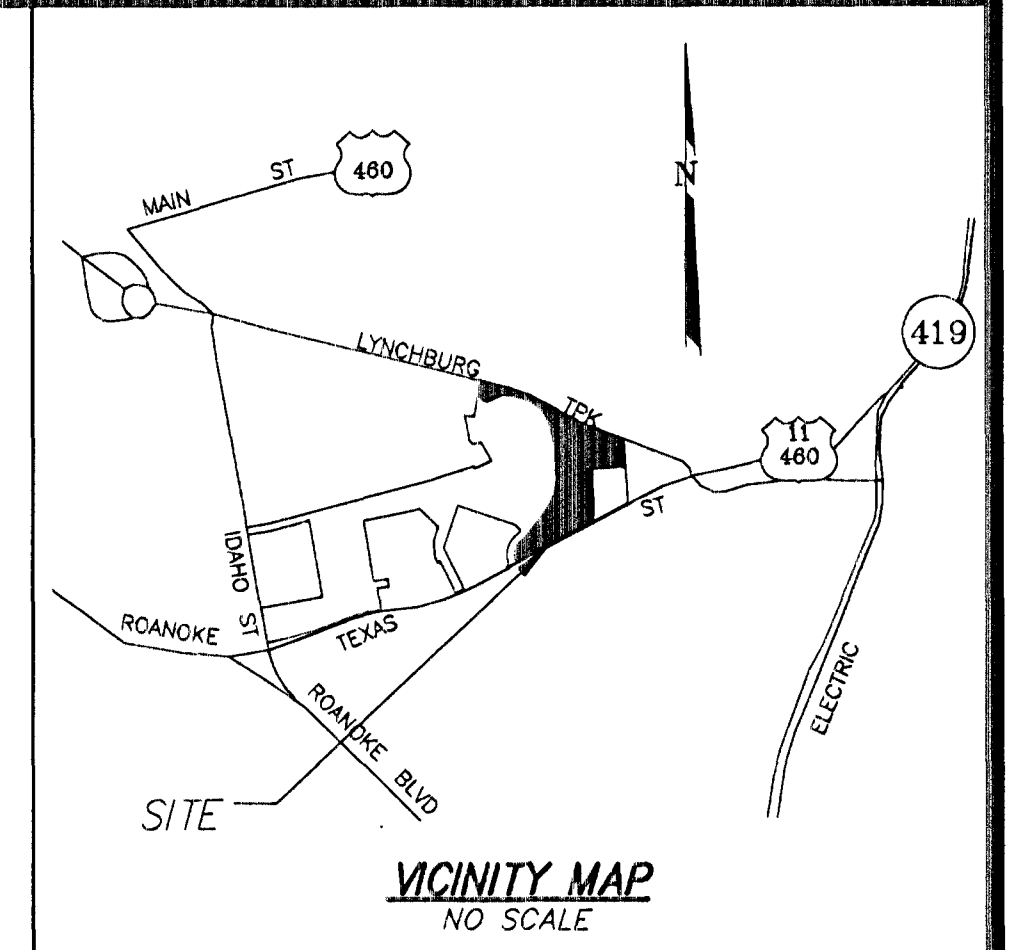 MAIN ST
460
N
LYNCHBURG TPK
419
11
460
ST
IDAHO ST
ROANOKE
TEXAS
ROANOKE BLVD
ELECTRIC
SITE
VICINITY MAP
NO SCALE